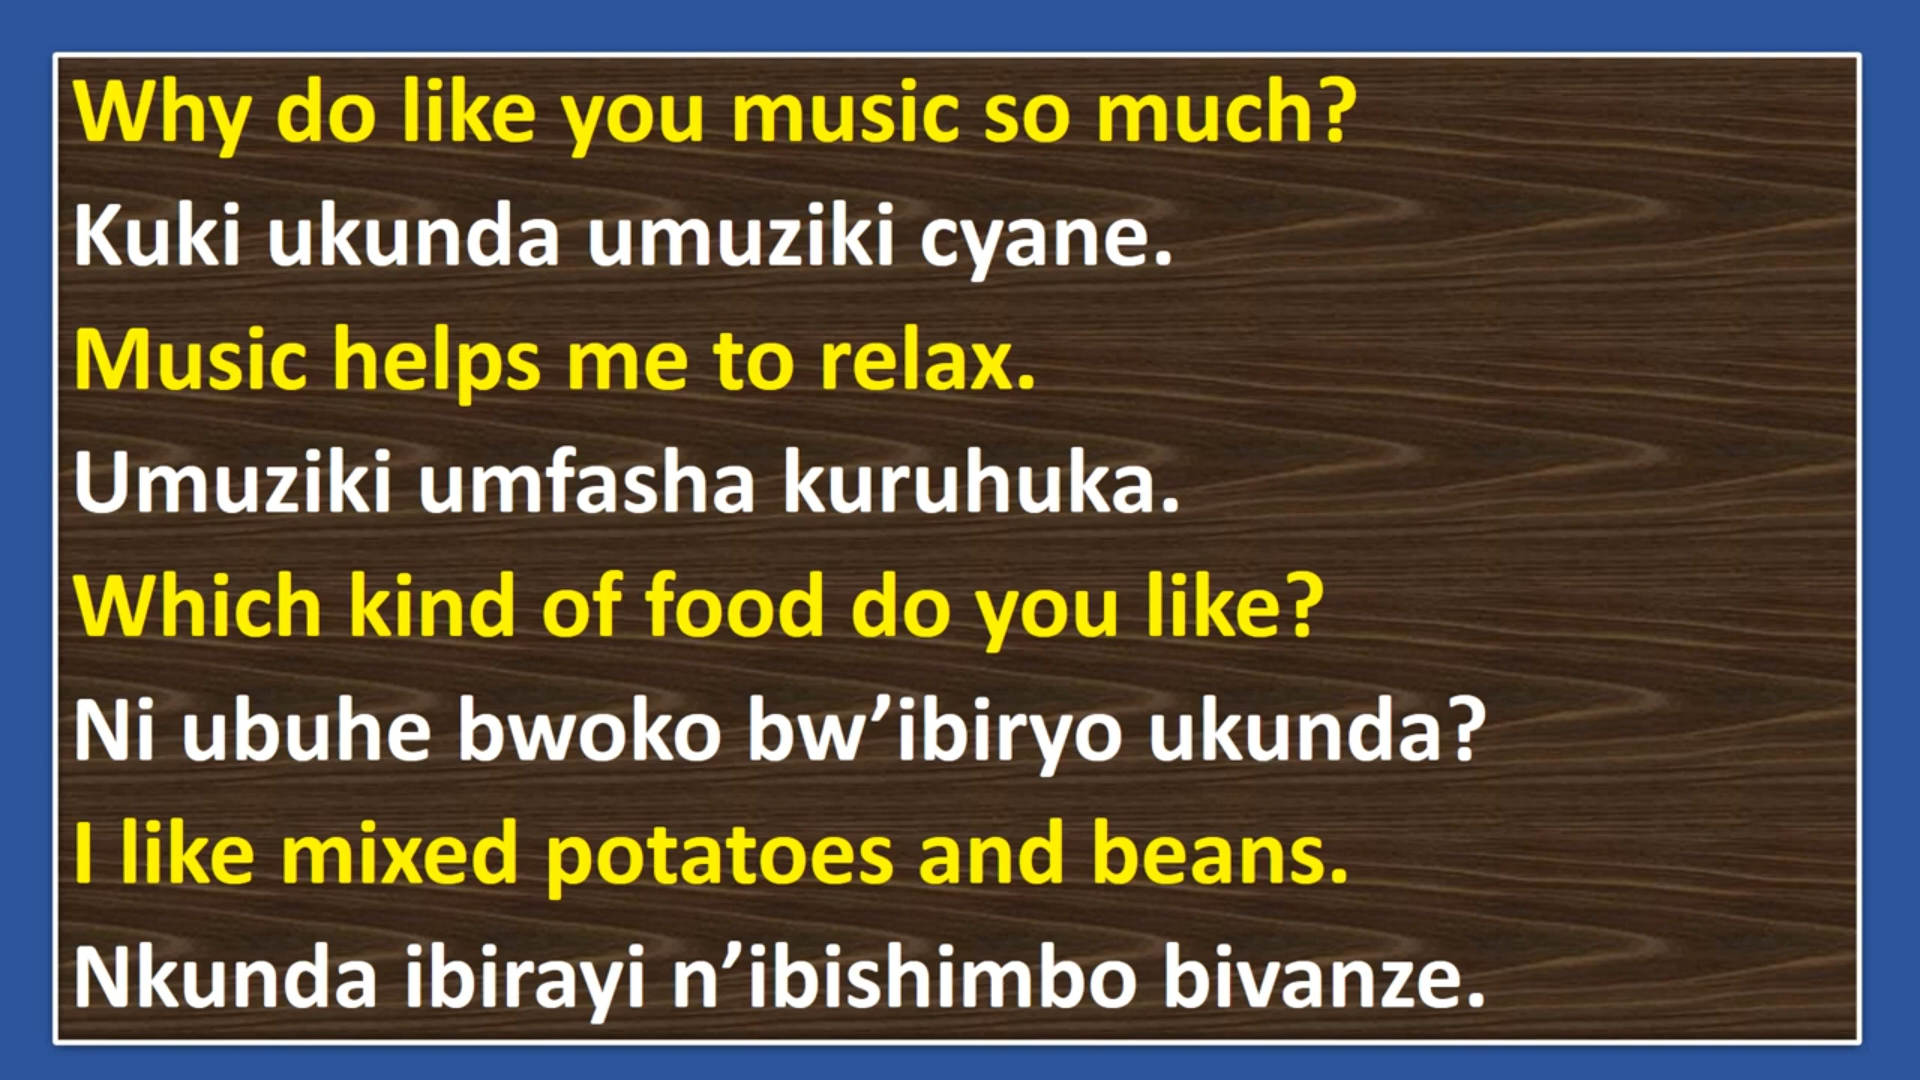 Why do like you music so much?
Kuki ukunda umuziki cyane.
Music helps me to relax.
Umuziki umfasha kuruhuka.
Which kind of food do you like?
Ni ubuhe bwoko bw’ibiryo ukunda?
I like mixed potatoes and beans.
Nkunda ibirayi n’ibishimbo bivanze.